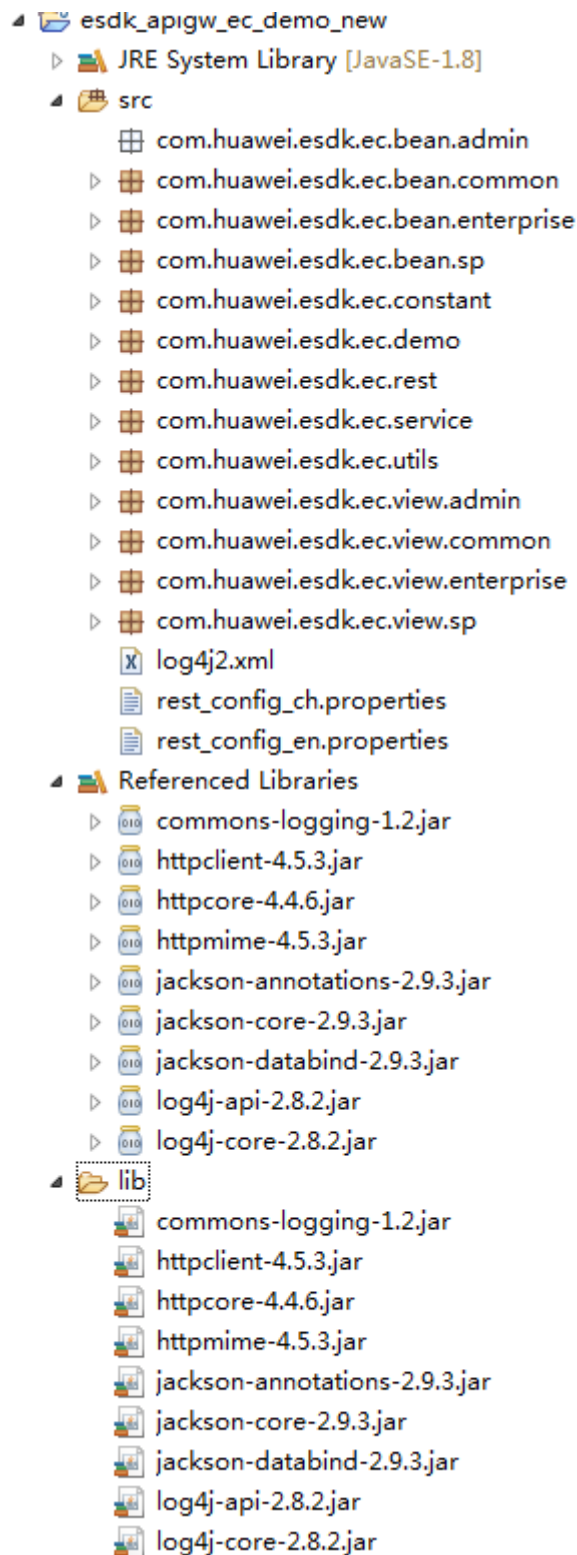 esdk_apigw_ec_demo_new
JRE System Library [JavaSE-1.8]
src
com.huawei.esdk.ec.bean.admin
com.huawei.esdk.ec.bean.common
com.huawei.esdk.ec.bean.enterprise
com.huawei.esdk.ec.bean.sp
com.huawei.esdk.ec.constant
com.huawei.esdk.ec.demo
com.huawei.esdk.ec.rest
com.huawei.esdk.ec.service
com.huawei.esdk.ec.utils
com.huawei.esdk.ec.view.admin
com.huawei.esdk.ec.view.common
com.huawei.esdk.ec.view.enterprise
com.huawei.esdk.ec.view.sp
log4j2.xml
rest_config_ch.properties
rest_config_en.properties
Referenced Libraries
commons-logging-1.2.jar
httpclient-4.5.3.jar
httpcore-4.4.6.jar
httpmime-4.5.3.jar
jackson-annotations-2.9.3.jar
jackson-core-2.9.3.jar
jackson-databind-2.9.3.jar
log4j-api-2.8.2.jar
log4j-core-2.8.2.jar
lib
commons-logging-1.2.jar
httpclient-4.5.3.jar
httpcore-4.4.6.jar
httpmime-4.5.3.jar
jackson-annotations-2.9.3.jar
jackson-core-2.9.3.jar
jackson-databind-2.9.3.jar
log4j-api-2.8.2.jar
log4j-core-2.8.2.jar